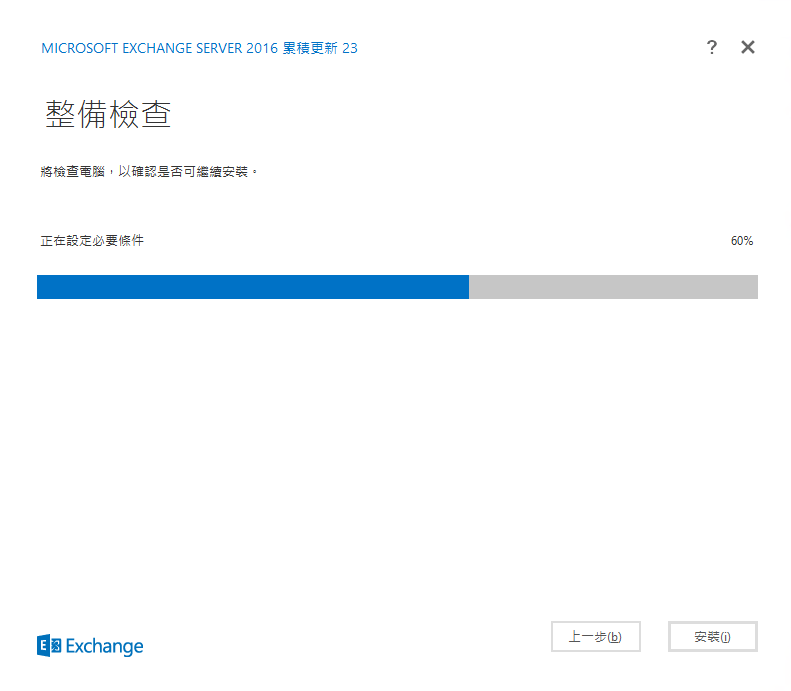 MICROSOFT EXCHANGE SERVER 2016 累積更新 23
?
整備檢查
將檢查電腦，以確認是否可繼續安裝。
正在設定必要條件 60%
E Exchange
上一步(b) 安裝(i)